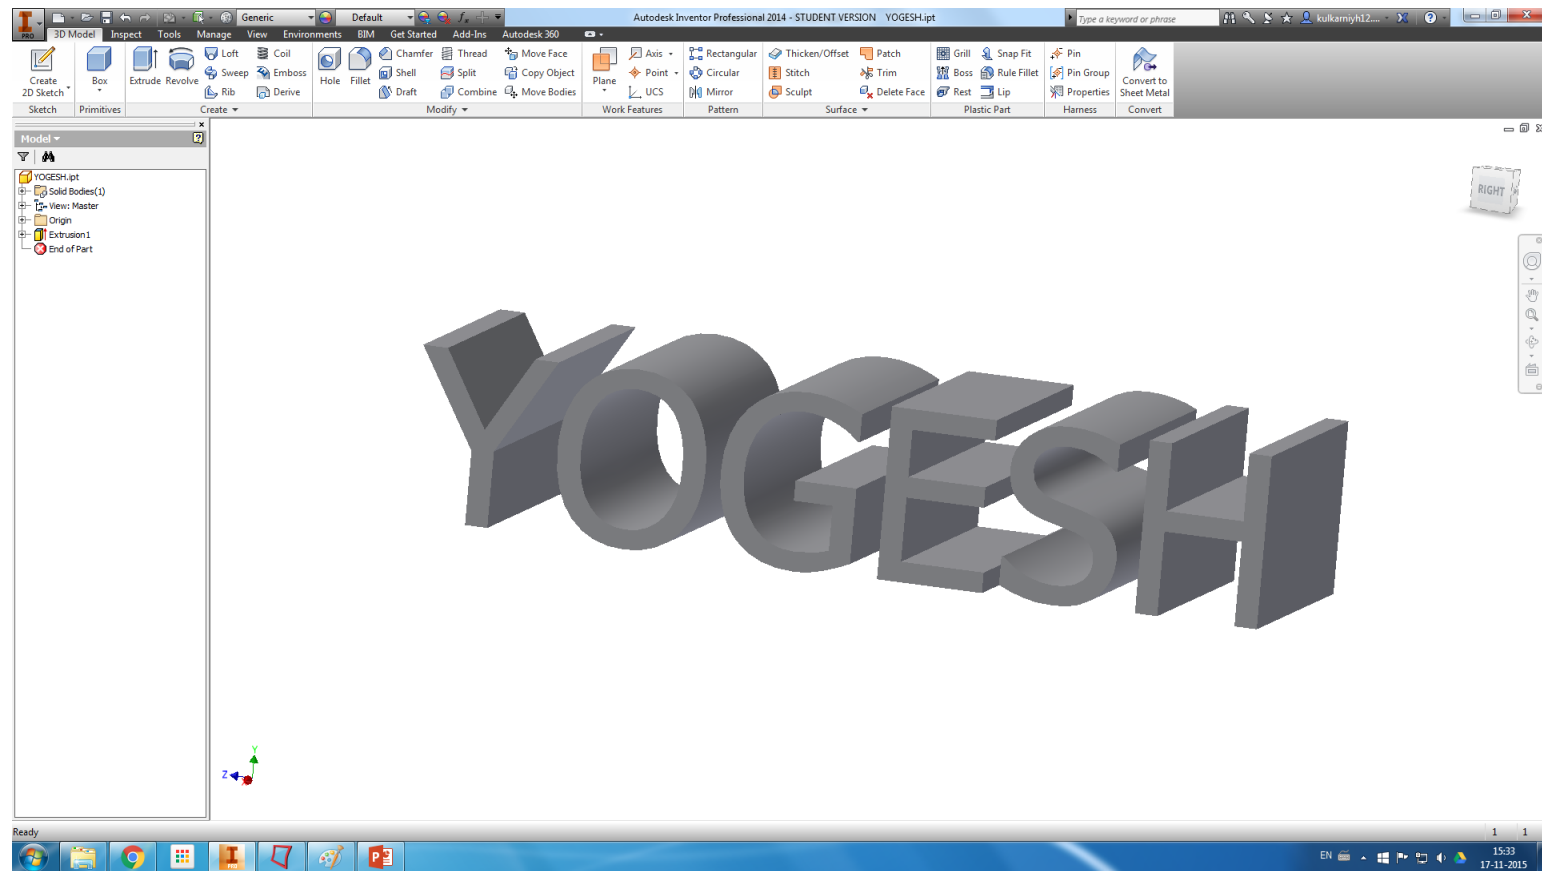 Generic Default Autodesk Inventor Professional 2014 - STUDENT VERSION YOGESH.ipt Type a keyword or phrase kulkarniyh12....
PRO 3D Model Inspect Tools Manage View Environments BIM Get Started Add-Ins Autodesk 360
Loft Coil Chamfer Thread Move Face Axis Rectangular Thicken/Offset Patch Grill Snap Fit Pin
Create 2D Sketch Box Extrude Revolve Sweep Emboss Hole Fillet Shell Split Copy Object Plane Point Circular Stitch Trim Boss Rule Fillet Pin Group Convert to Sheet Metal
Rib Derive Draft Combine Move Bodies UCS Mirror Sculpt Delete Face Rest Lip Properties
Sketch Primitives Create Modify Work Features Pattern Surface Plastic Part Harness Convert
Model
YOGESH.ipt
Solid Bodies(1)
View: Master
Origin
Extrusion1
End of Part
RIGHT
YOGESH
Y
Z
Ready 1 1
EN 15:33
17-11-2015